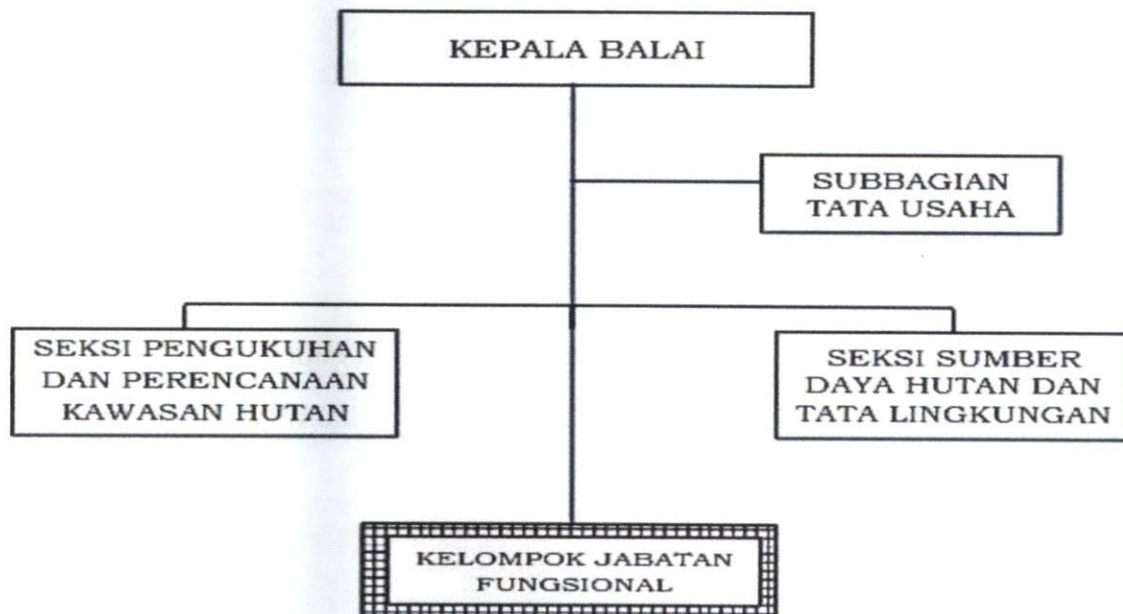 KEPALA BALAI
SUBBAGIAN
TATA USAHA
SEKSI PENGUKUHAN
DAN PERENCANAAN
KAWASAN HUTAN
SEKSI SUMBER
DAYA HUTAN DAN
TATA LINGKUNGAN
KELOMPOK JABATAN
FUNGSIONAL